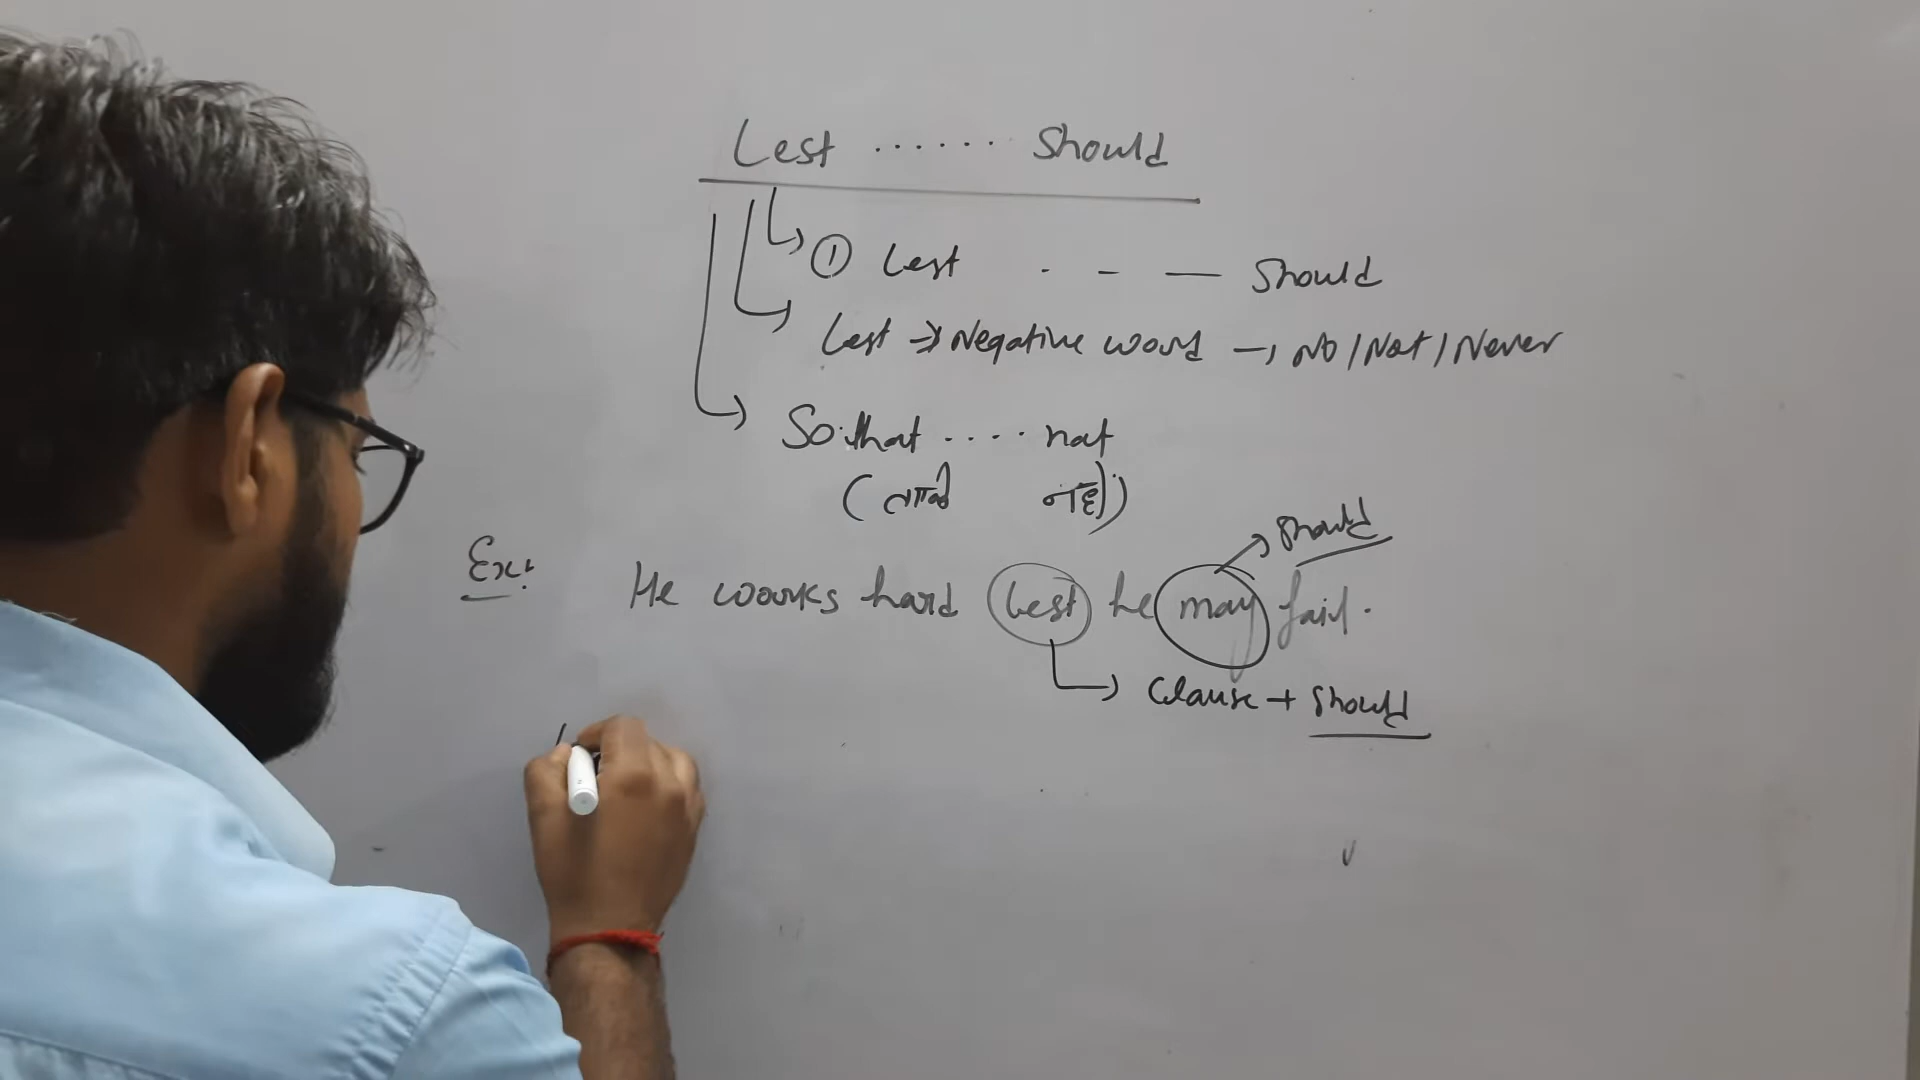 Lest ...... Should
① Lest . - — Should
Lest → Negative word → No/Not/Never
So that .... not
( ताकि नहीं )
Should
Ex: He works hard Lest he may fail.
Clause + Should